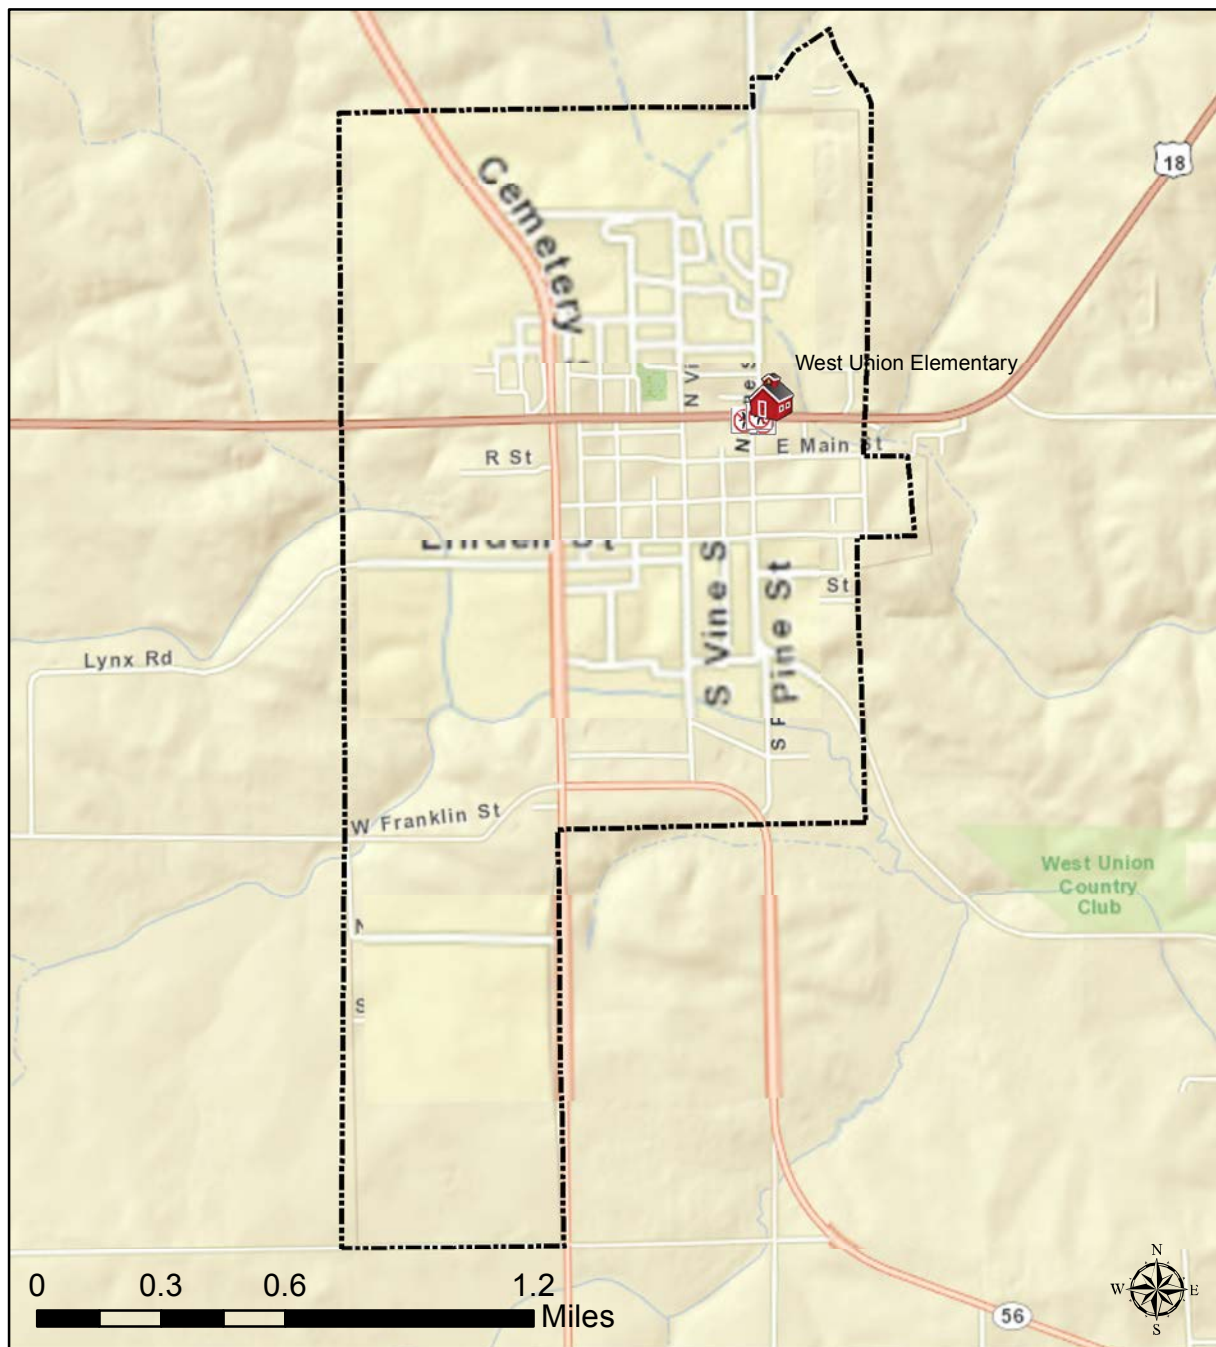 Cemetery
18
West Union Elementary
N Vi
E Main St
R St
S Vine S
Pine St
St
Lynx Rd
S
W Franklin St
West Union
Country
Club
N
S
0 0.3 0.6 1.2
Miles
56
N
W E
S